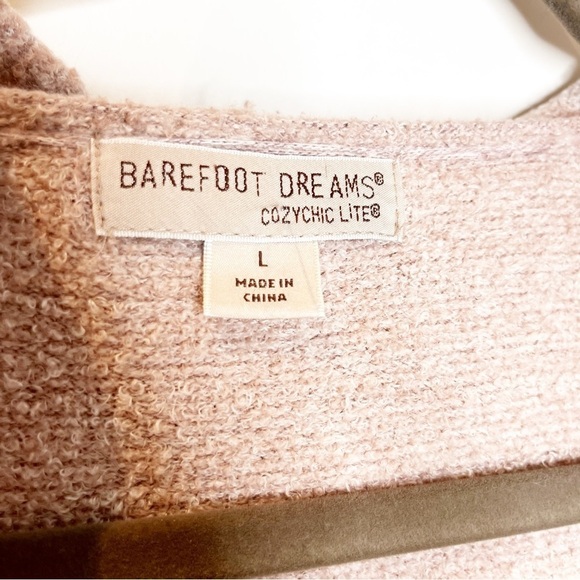 BAREFOOT DREAMS®
COZYCHIC LITE®
L
MADE IN
CHINA